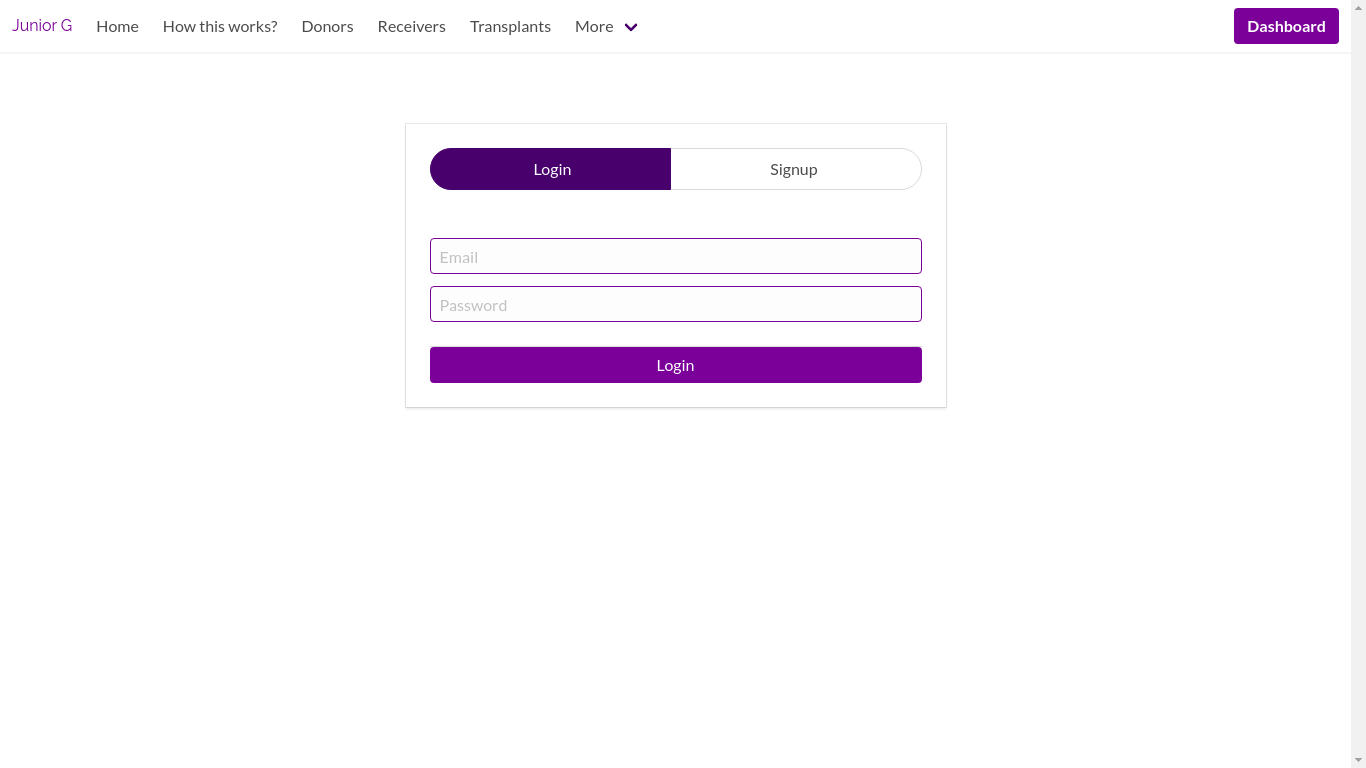 Junior G Home How this works? Donors Receivers Transplants More Dashboard
Login Signup
Email
Password
Login